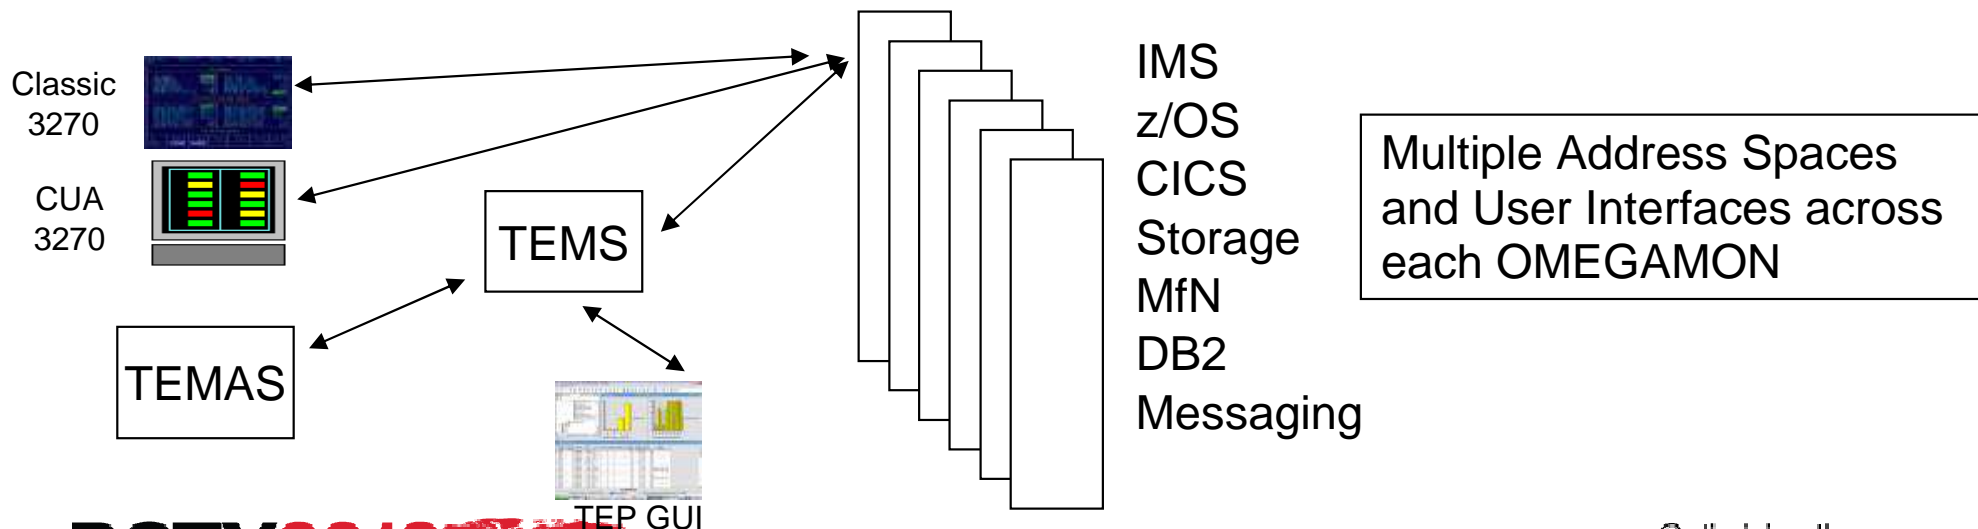 Classic
3270
CUA
3270
TEMS
TEMAS
TEP GUI
IMS
z/OS
CICS
Storage
MfN
DB2
Messaging
Multiple Address Spaces
and User Interfaces across
each OMEGAMON